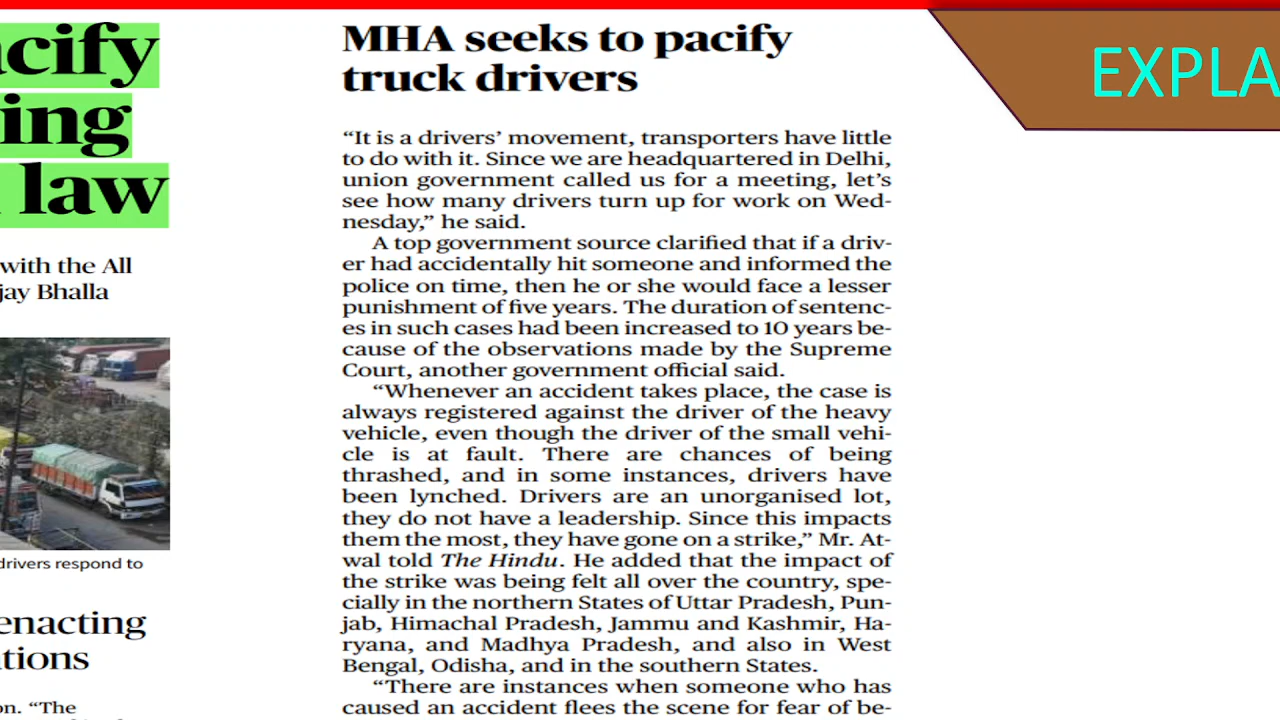 acify
ing
law
with the All
jay Bhalla
drivers respond to
enacting
tions
on. “The
MHA seeks to pacify
truck drivers
“It is a drivers’ movement, transporters have little
to do with it. Since we are headquartered in Delhi,
union government called us for a meeting, let’s
see how many drivers turn up for work on Wed-
nesday,” he said.
A top government source clarified that if a driv-
er had accidentally hit someone and informed the
police on time, then he or she would face a lesser
punishment of five years. The duration of sentenc-
es in such cases had been increased to 10 years be-
cause of the observations made by the Supreme
Court, another government official said.
“Whenever an accident takes place, the case is
always registered against the driver of the heavy
vehicle, even though the driver of the small vehi-
cle is at fault. There are chances of being
thrashed, and in some instances, drivers have
been lynched. Drivers are an unorganised lot,
they do not have a leadership. Since this impacts
them the most, they have gone on a strike,” Mr. At-
wal told The Hindu. He added that the impact of
the strike was being felt all over the country, spe-
cially in the northern States of Uttar Pradesh, Pun-
jab, Himachal Pradesh, Jammu and Kashmir, Ha-
ryana, and Madhya Pradesh, and also in West
Bengal, Odisha, and in the southern States.
“There are instances when someone who has
caused an accident flees the scene for fear of be-
EXPLA